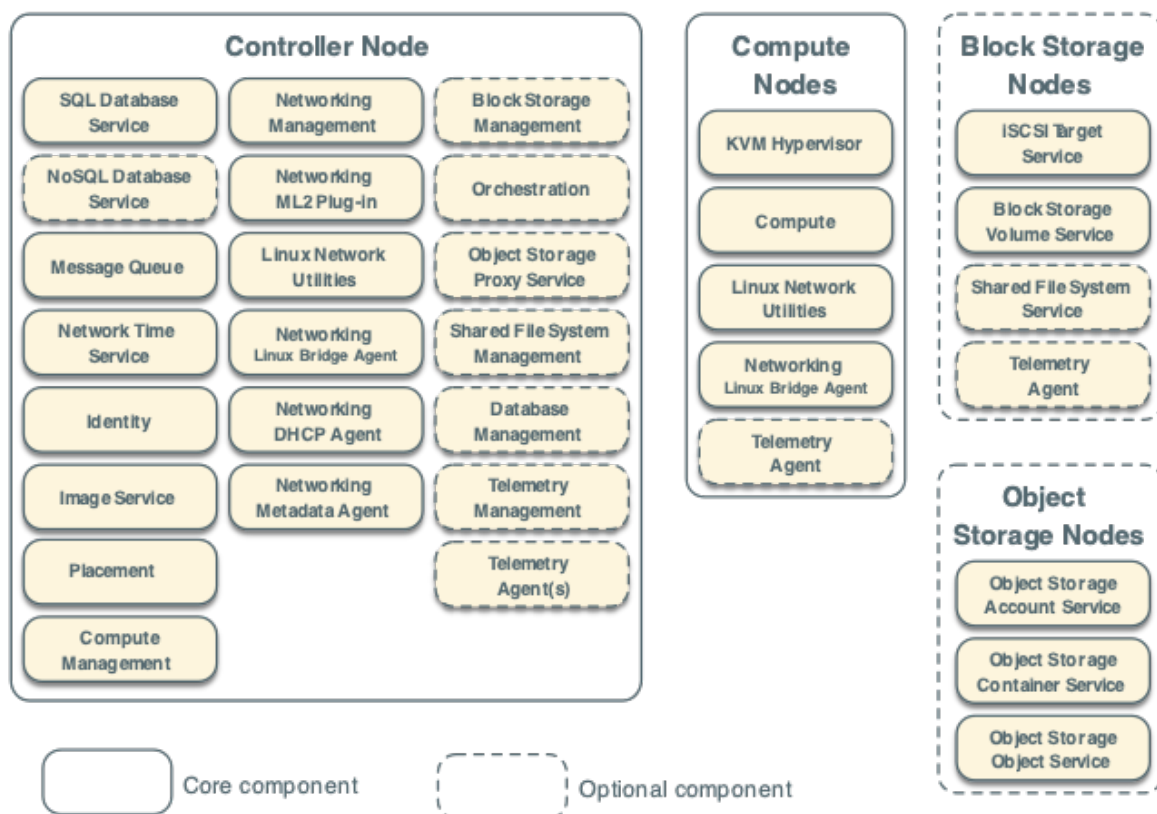 Controller Node
SQL Database
Service
NoSQL Database
Service
Message Queue
Network Time
Service
Identity
Image Service
Placement
Compute
Management
Networking
Management
Networking
ML2 Plug-in
Linux Network
Utilities
Networking
Linux Bridge Agent
Networking
DHCP Agent
Networking
Metadata Agent
Block Storage
Management
Orchestration
Object Storage
Proxy Service
Shared File System
Management
Database
Management
Telemetry
Management
Telemetry
Agent(s)
Compute
Nodes
KVM Hypervisor
Compute
Linux Network
Utilities
Networking
Linux Bridge Agent
Telemetry
Agent
Block Storage
Nodes
iSCSI Target
Service
Block Storage
Volume Service
Shared File System
Service
Telemetry
Agent
Object
Storage Nodes
Object Storage
Account Service
Object Storage
Container Service
Object Storage
Object Service
Core component
Optional component